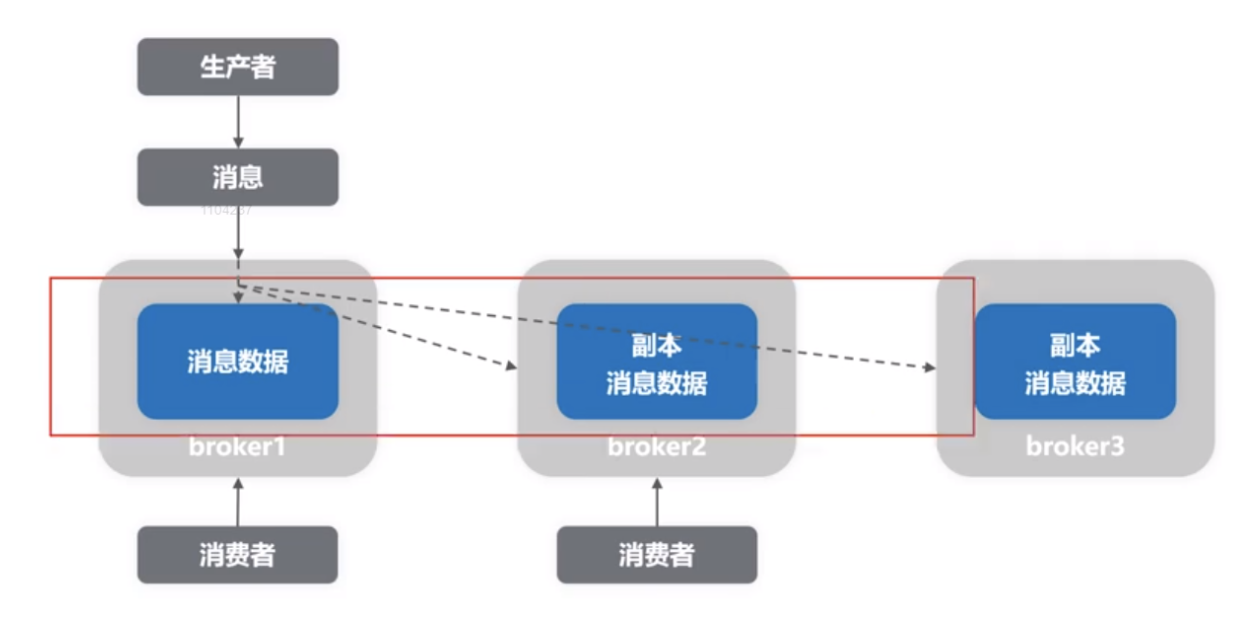 生产者
消息
1104237
消息数据
副本
消息数据
副本
消息数据
broker1
broker2
broker3
消费者
消费者